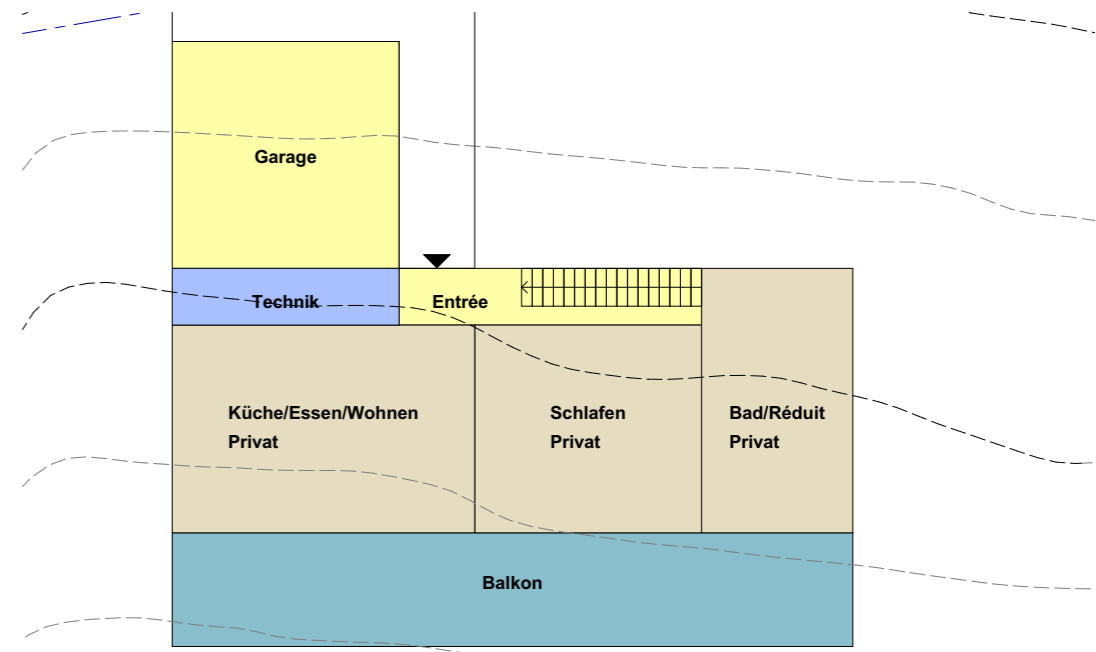 Garage
Technik
Entrée
Küche/Essen/Wohnen
Privat
Schlafen
Privat
Bad/Réduit
Privat
Balkon